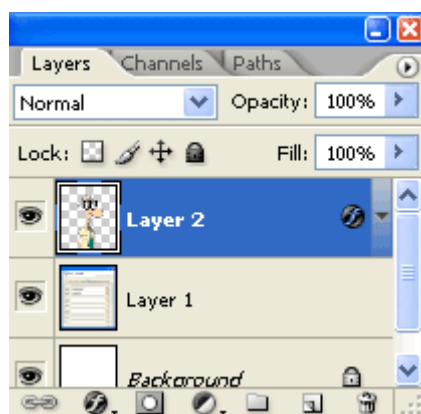 Layers Channels Paths
Normal Opacity: 100%
Lock: Fill: 100%
Layer 2
Layer 1
Background